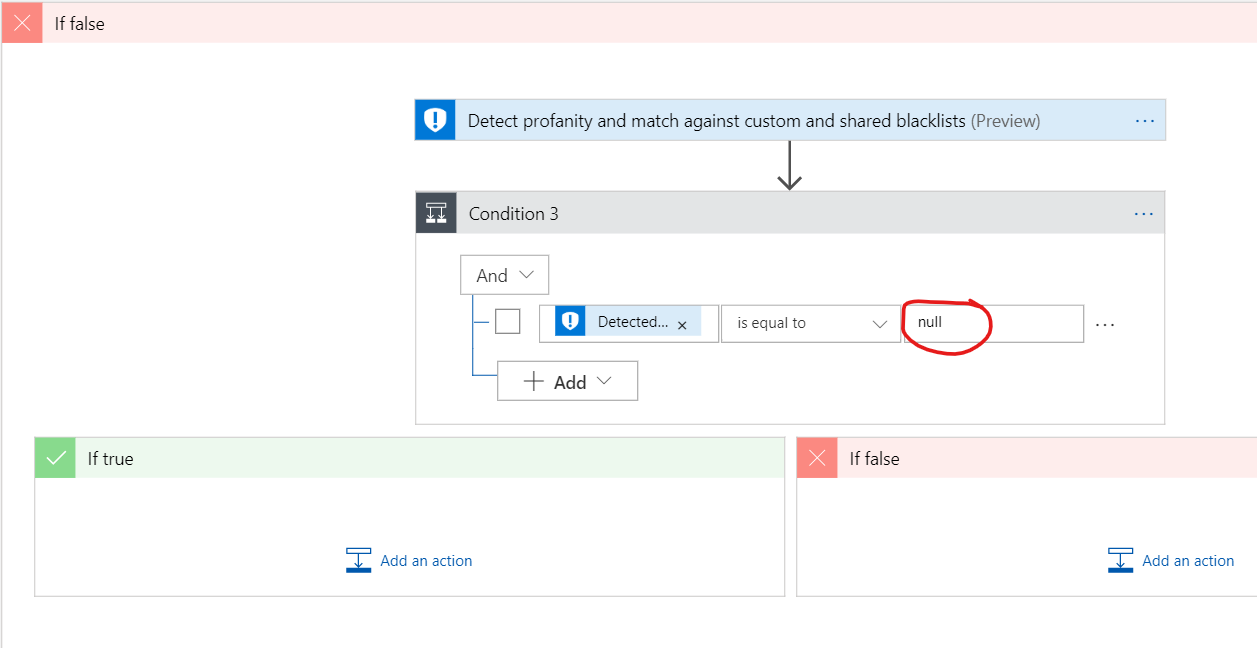 If false
Detect profanity and match against custom and shared blacklists (Preview) ...
Condition 3 ...
And
Detected... × is equal to null ...
+ Add
If true
If false
Add an action
Add an action